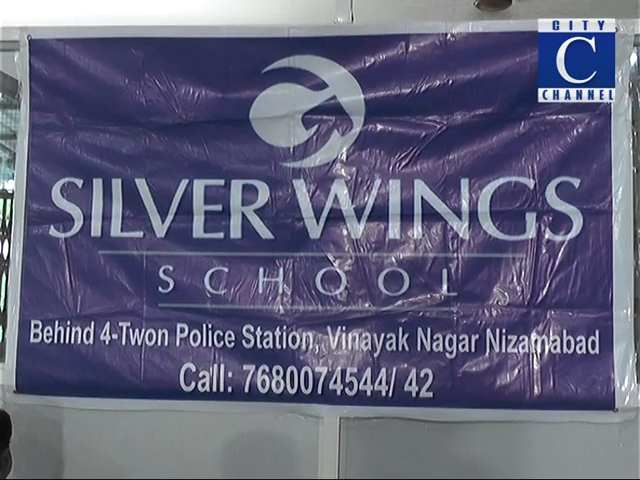 CITY
C
CHANNEL
SILVER WINGS
SCHOOL
Behind 4-Twon Police Station, Vinayak Nagar Nizamabad
Call: 7680074544/ 42